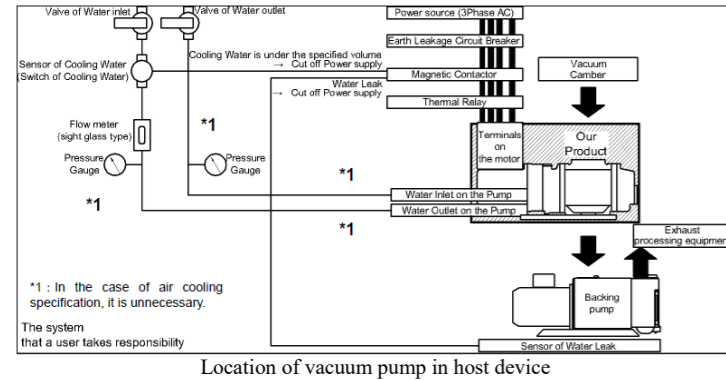 Valve of Water inlet
Valve of Water outlet
Power source (3Phase AC)
Earth Leakage Circuit Breaker
Cooling Water is under the specified volume
→ Cut off Power supply
Sensor of Cooling Water
(Switch of Cooling Water)
Magnetic Contactor
Vacuum
Camber
Water Leak
→ Cut off Power supply
Thermal Relay
Flow meter
(sight glass type)
*1
Terminals
on
the motor
Our
Product
Pressure
Gauge
Pressure
Gauge
*1
*1
Water Inlet on the Pump
Water Outlet on the Pump
*1
Exhaust
processing equipment
*1 : In the case of air cooling
specification, it is unnecessary.
Backing
pump
The system
that a user takes responsibility
Sensor of Water Leak
Location of vacuum pump in host device